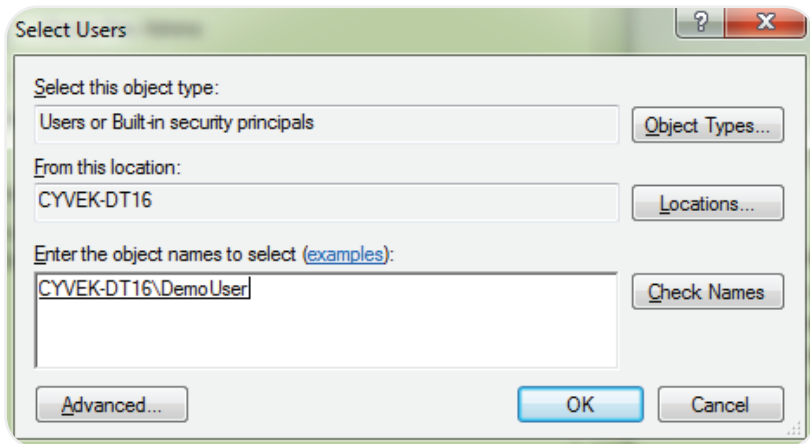 Select Users
Select this object type:
Users or Built-in security principals
Object Types...
From this location:
CYVEK-DT16
Locations...
Enter the object names to select (examples):
CYVEK-DT16\DemoUser
Check Names
Advanced...
OK
Cancel